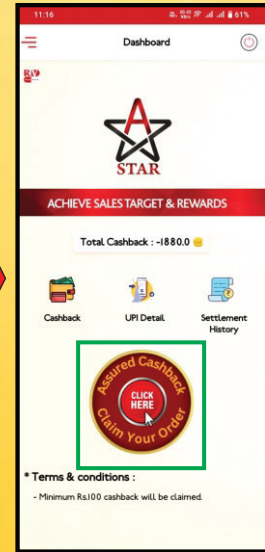 11:16
61%
Dashboard
A
STAR
ACHIEVE SALES TARGET & REWARDS
Total Cashback : -1880.0
Cashback
UPI Detail
Settlement
History
Assured Cashback
CLICK
HERE
Claim Your Order
* Terms & conditions :
- Minimum Rs.100 cashback will be claimed.